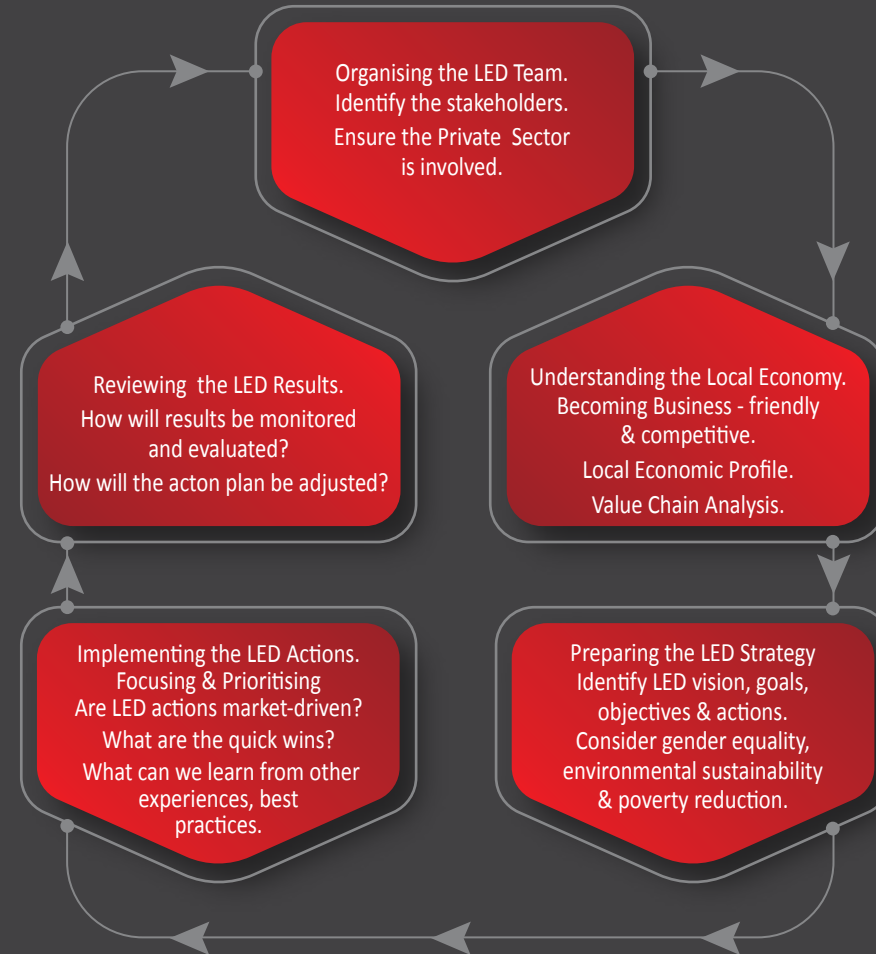 Organising the LED Team.
Identify the stakeholders.
Ensure the Private Sector
is involved.
Understanding the Local Economy.
Becoming Business - friendly
& competitive.
Local Economic Profile.
Value Chain Analysis.
Preparing the LED Strategy
Identify LED vision, goals,
objectives & actions.
Consider gender equality,
environmental sustainability
& poverty reduction.
Implementing the LED Actions.
Focusing & Prioritising
Are LED actions market-driven?
What are the quick wins?
What can we learn from other
experiences, best
practices.
Reviewing the LED Results.
How will results be monitored
and evaluated?
How will the acton plan be adjusted?